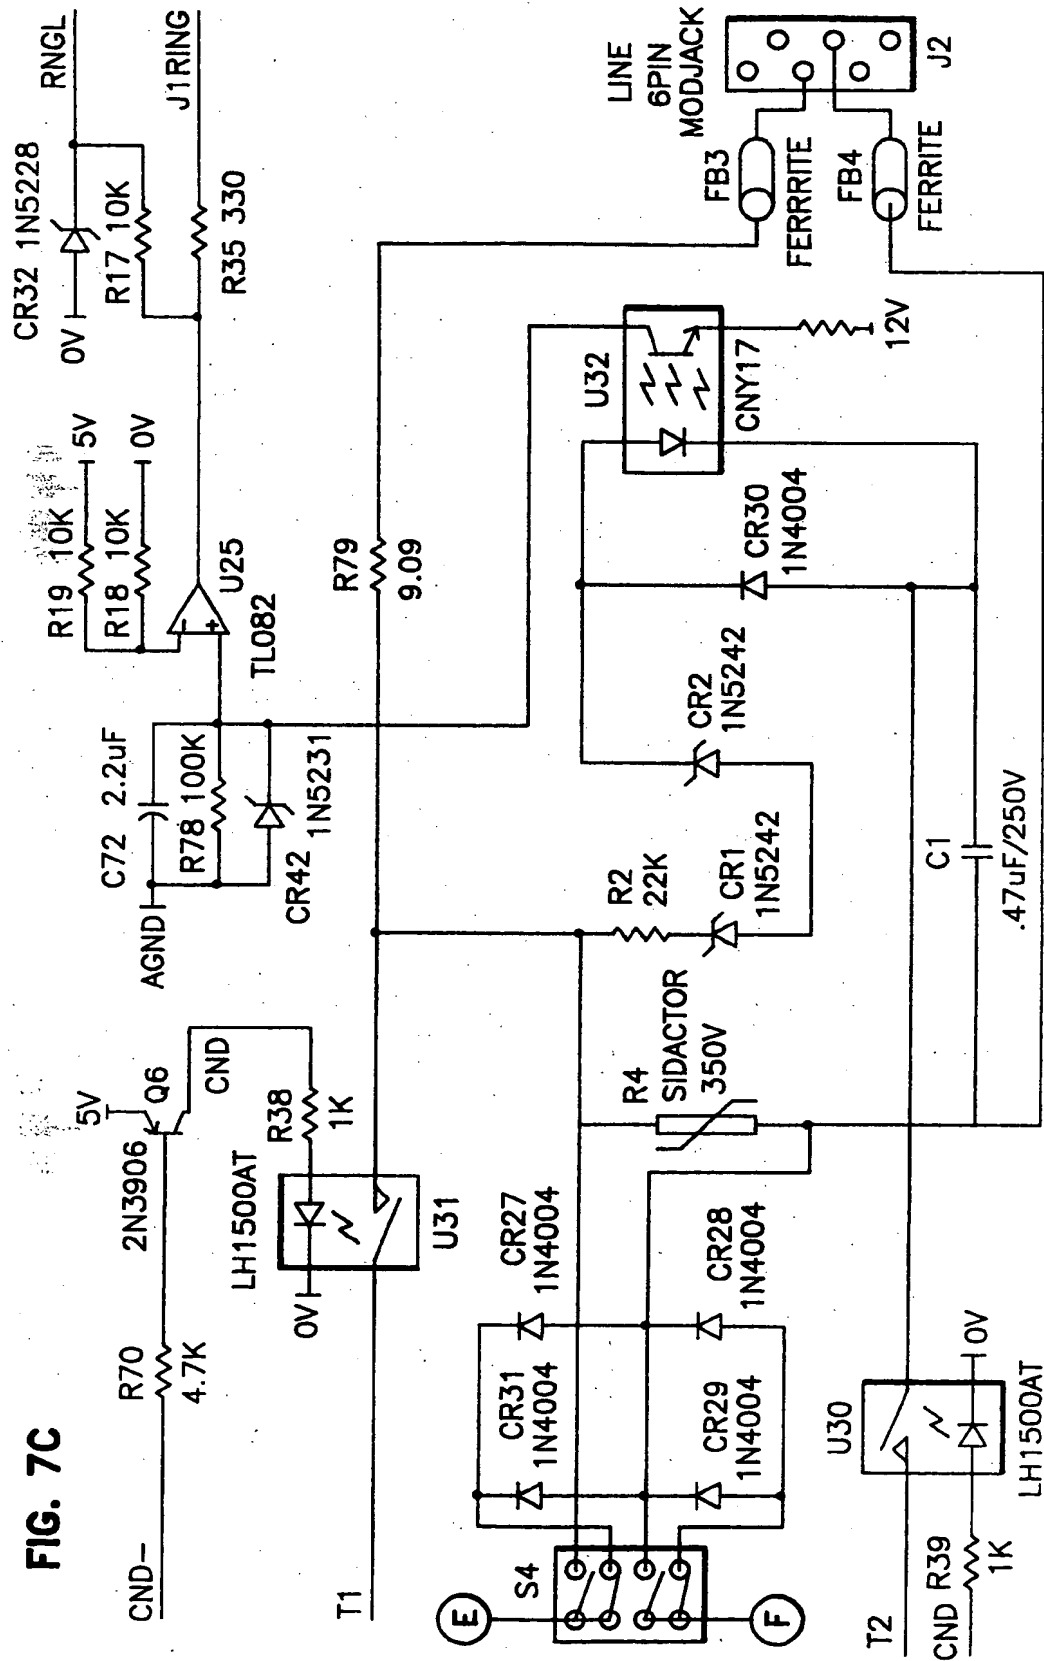 FIG. 7C
CND-
R70
4.7K
2N3906
5V
Q6
CND
R38
1K
LH1500AT
0V
U31
T1
AGND
C72 2.2uF
R78 100K
CR42
1N5231
R19 10K
5V
R18 10K
0V
U25
TL082
CR32 1N5228
0V
R17 10K
RNGL
J1RING
R35 330
R79
9.09
LINE
6PIN
MODJACK
J2
FB3
FERRRITE
FB4
FERRITE
U32
CNY17
12V
CR30
1N4004
CR2
1N5242
R2
22K
CR1
1N5242
C1
.47uF/250V
R4
SIDACTOR
350V
CR27
1N4004
CR28
1N4004
CR31
1N4004
CR29
1N4004
S4
E
F
U30
0V
LH1500AT
T2
CND R39
1K
-
+